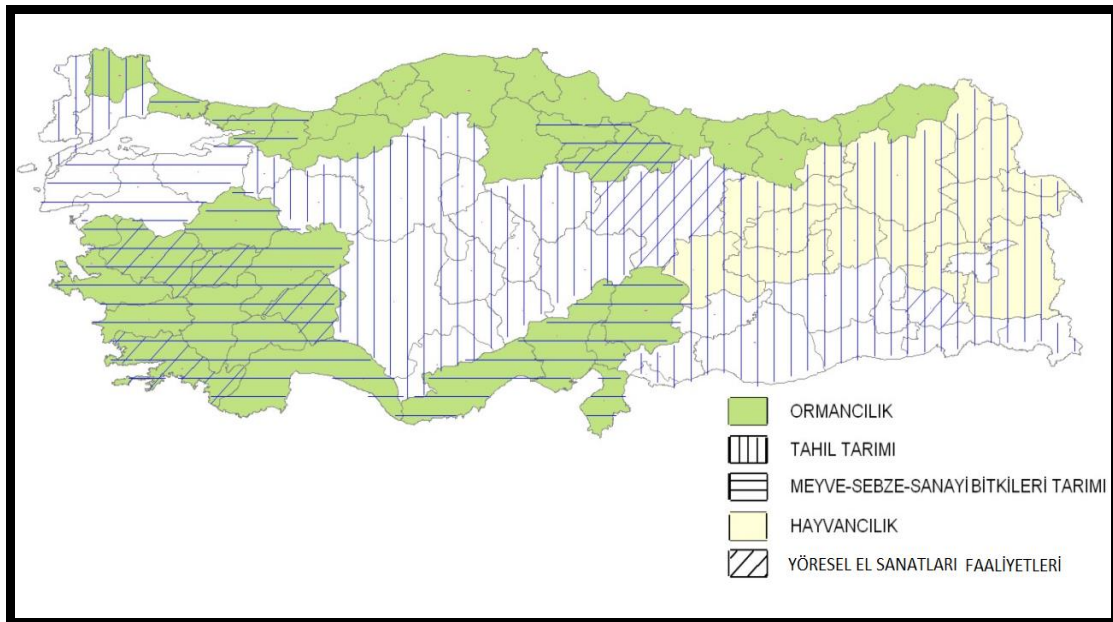 ORMANCILIK
TAHIL TARIMI
MEYVE-SEBZE-SANAYİ BİTKİLERİ TARIMI
HAYVANCILIK
YÖRESEL EL SANATLARI FAALİYETLERİ